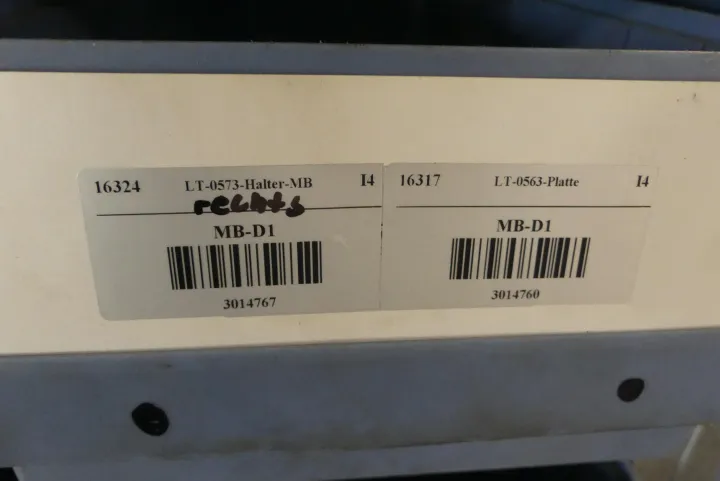 16324 LT-0573-Halter-MB I4
rechts
MB-D1
3014767
16317 LT-0563-Platte I4
MB-D1
3014760